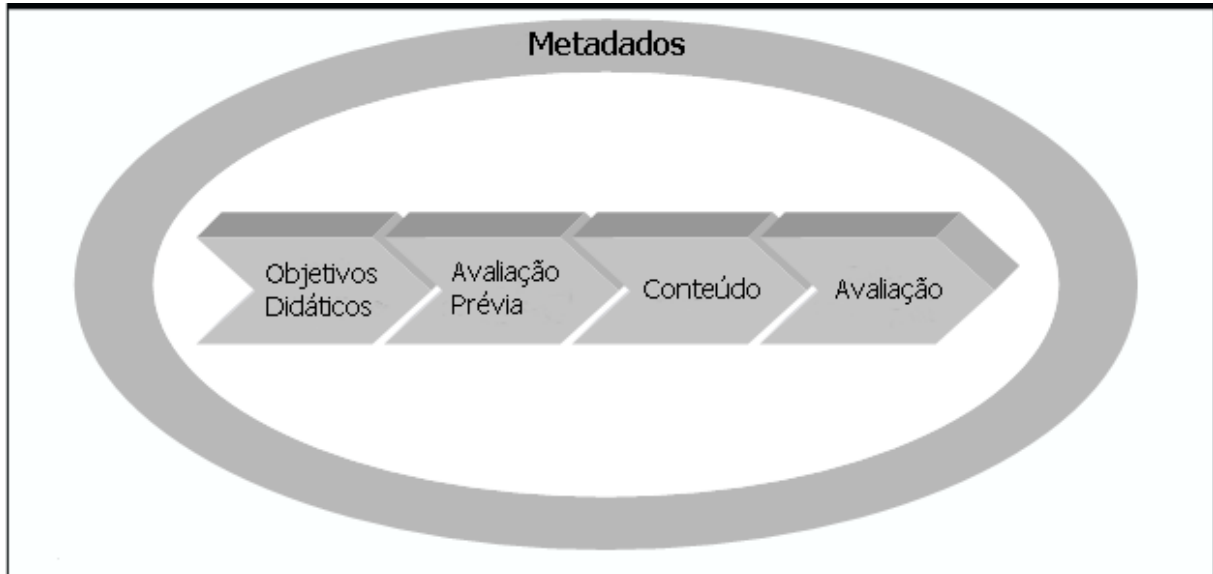 Metadados
Objetivos
Didáticos
Avaliação
Prévia
Conteúdo
Avaliação